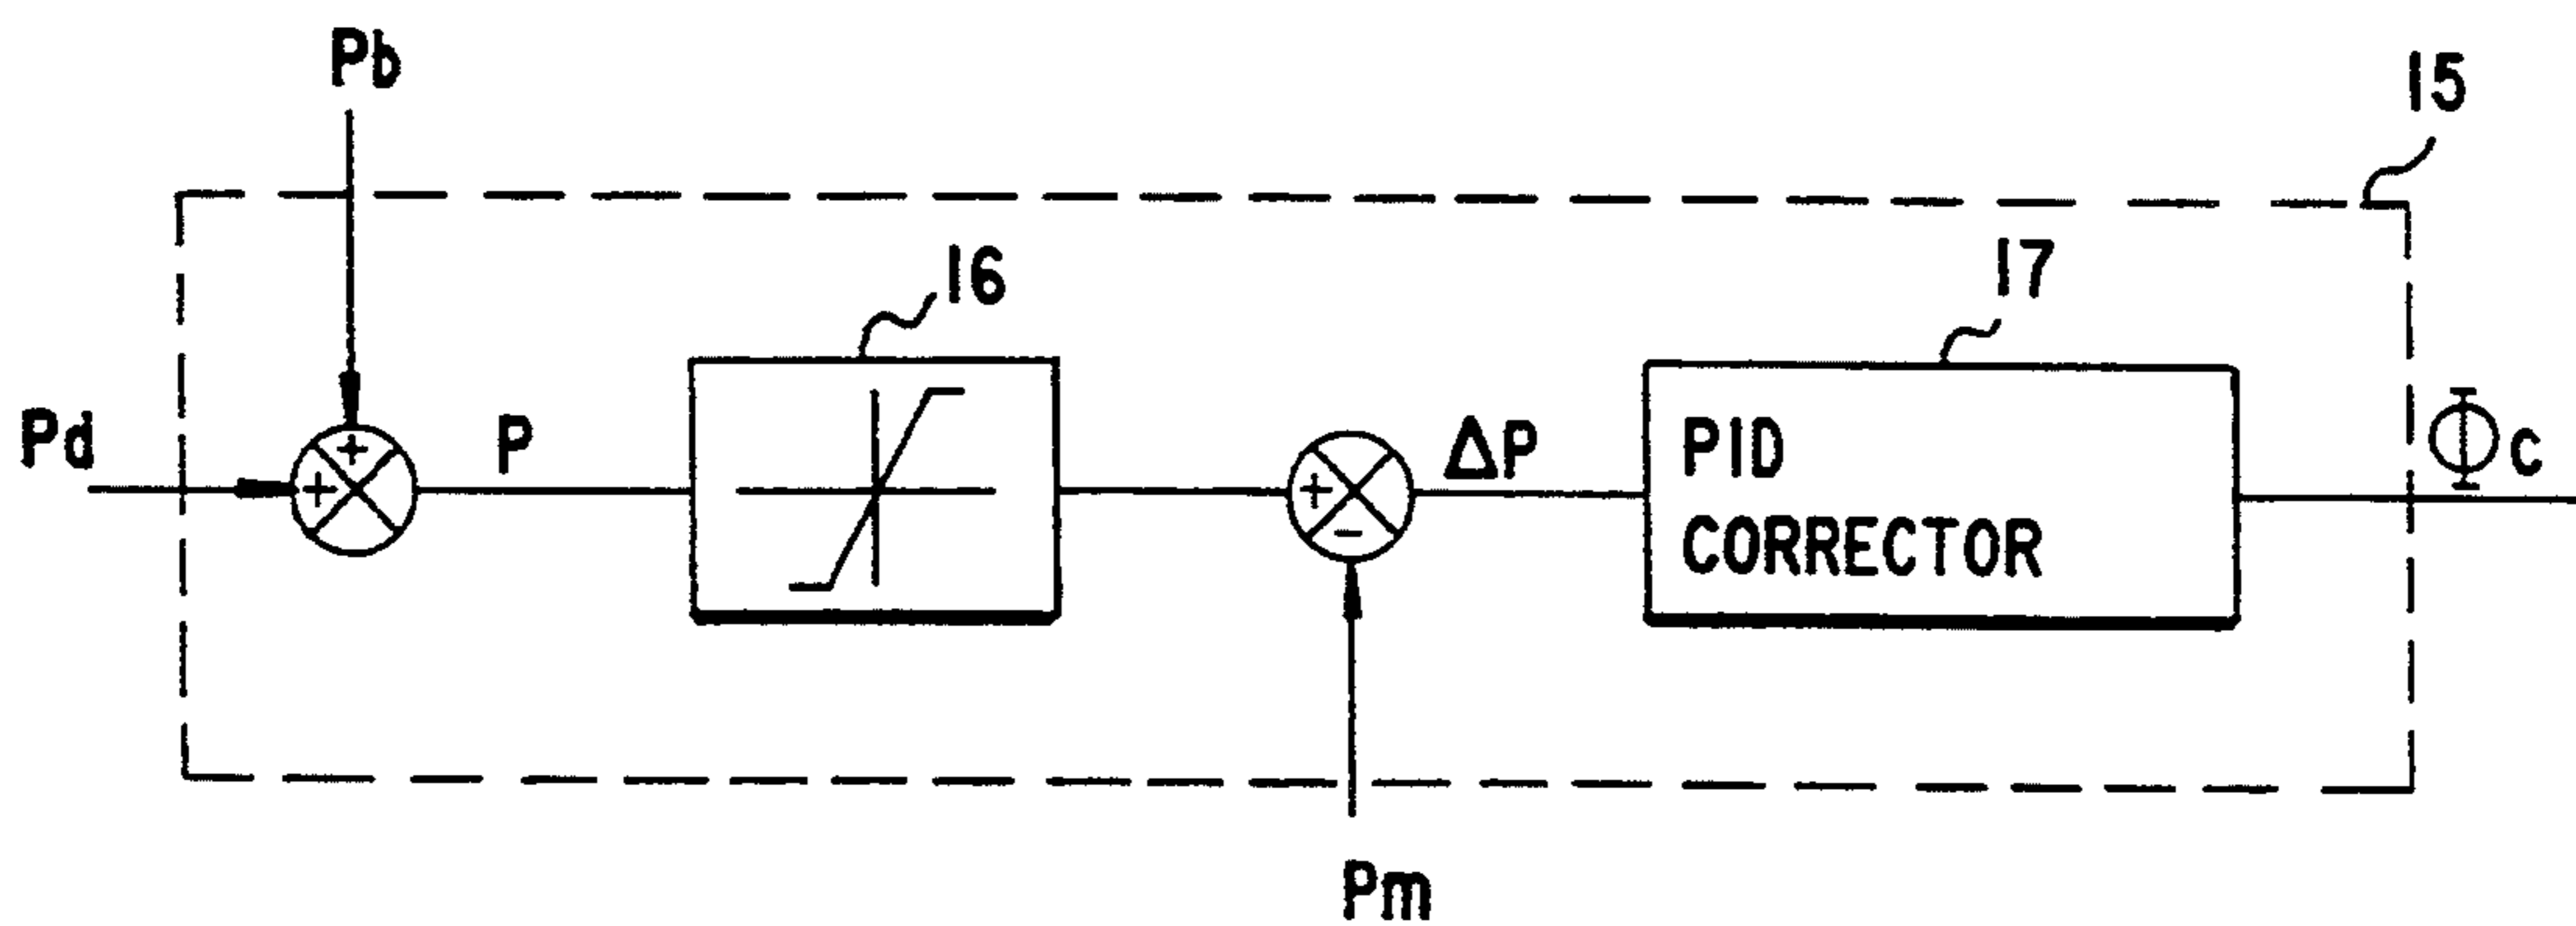 Pb
15
16
17
Pd
+
+
P
+
-
ΔP
PID
CORRECTOR
Φc
Pm